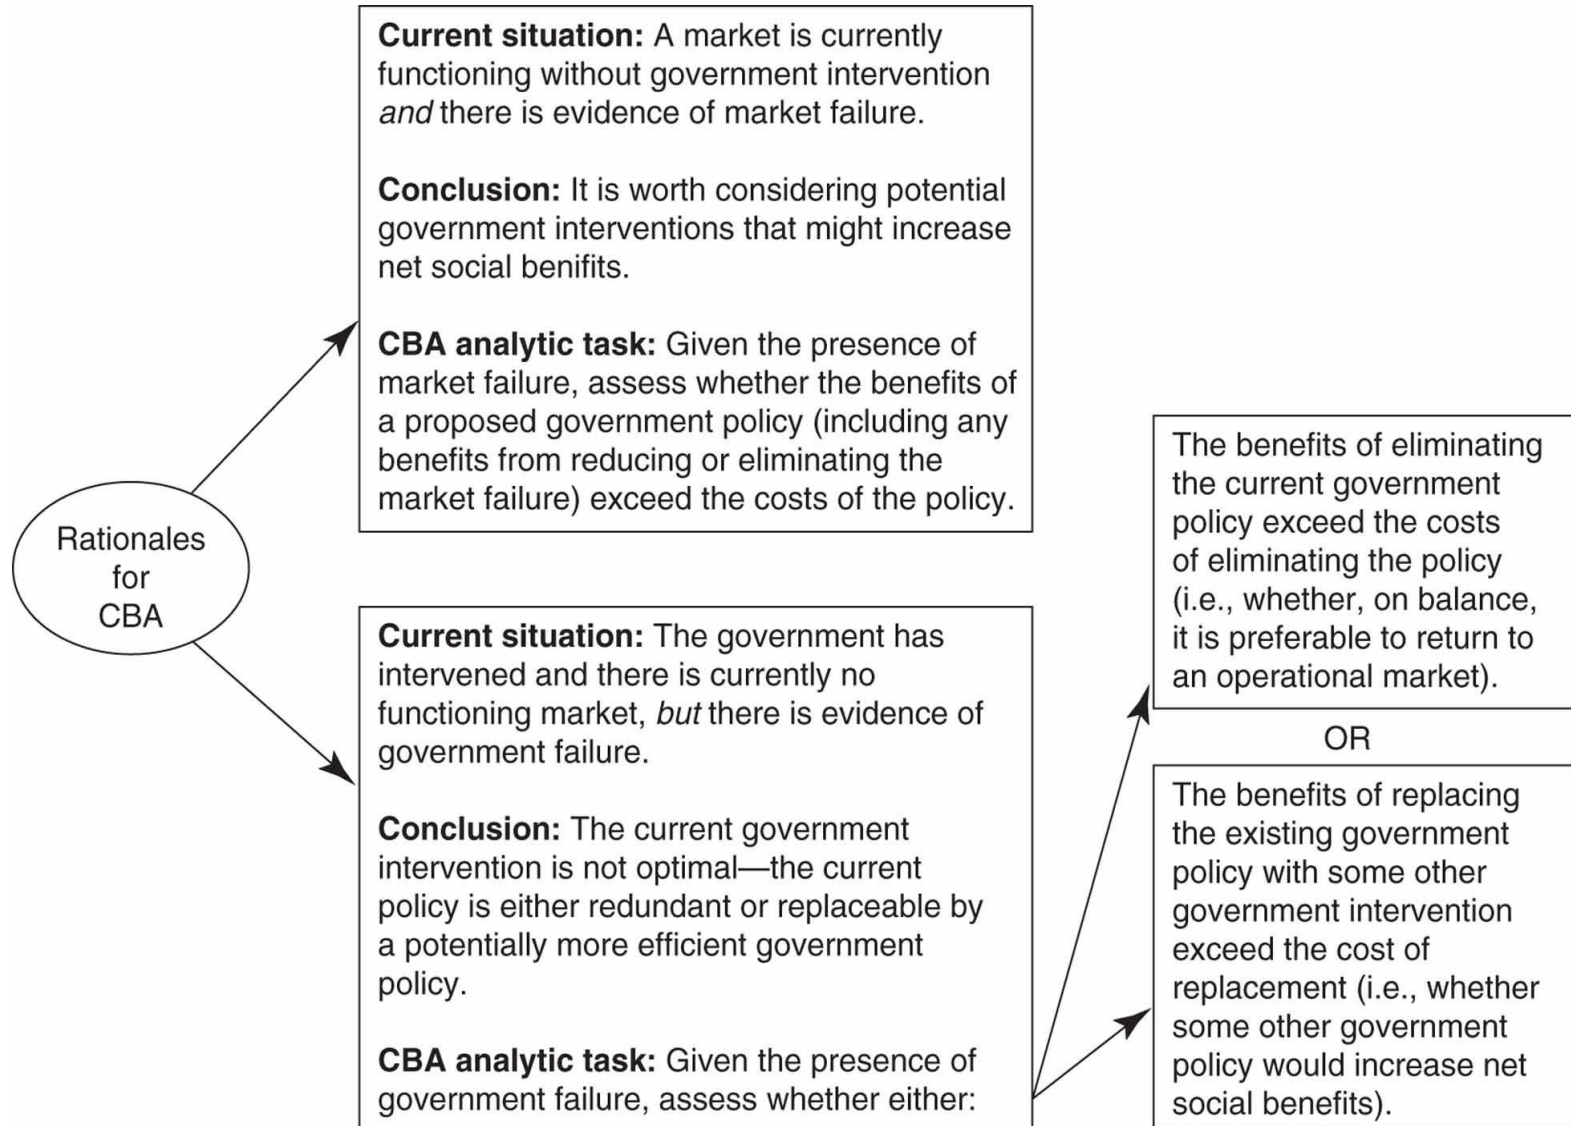 Current situation: A market is currently
functioning without government intervention
and there is evidence of market failure.
Conclusion: It is worth considering potential
government interventions that might increase
net social benifits.
CBA analytic task: Given the presence of
market failure, assess whether the benefits of
a proposed government policy (including any
benefits from reducing or eliminating the
market failure) exceed the costs of the policy.
Rationales
for
CBA
Current situation: The government has
intervened and there is currently no
functioning market, but there is evidence of
government failure.
Conclusion: The current government
intervention is not optimal—the current
policy is either redundant or replaceable by
a potentially more efficient government
policy.
CBA analytic task: Given the presence of
government failure, assess whether either:
The benefits of eliminating
the current government
policy exceed the costs
of eliminating the policy
(i.e., whether, on balance,
it is preferable to return to
an operational market).
OR
The benefits of replacing
the existing government
policy with some other
government intervention
exceed the cost of
replacement (i.e., whether
some other government
policy would increase net
social benefits).